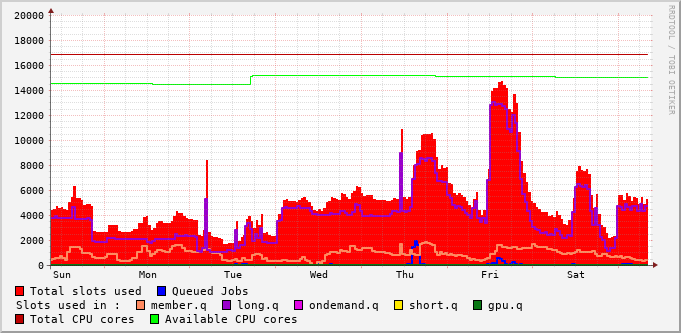 20000
18000
16000
14000
12000
10000
8000
6000
4000
2000
0
Sun Mon Tue Wed Thu Fri Sat
Total slots used Queued Jobs
Slots used in : member.q long.q ondemand.q short.q gpu.q
Total CPU cores Available CPU cores
RRDTOOL / TOBI OETIKER